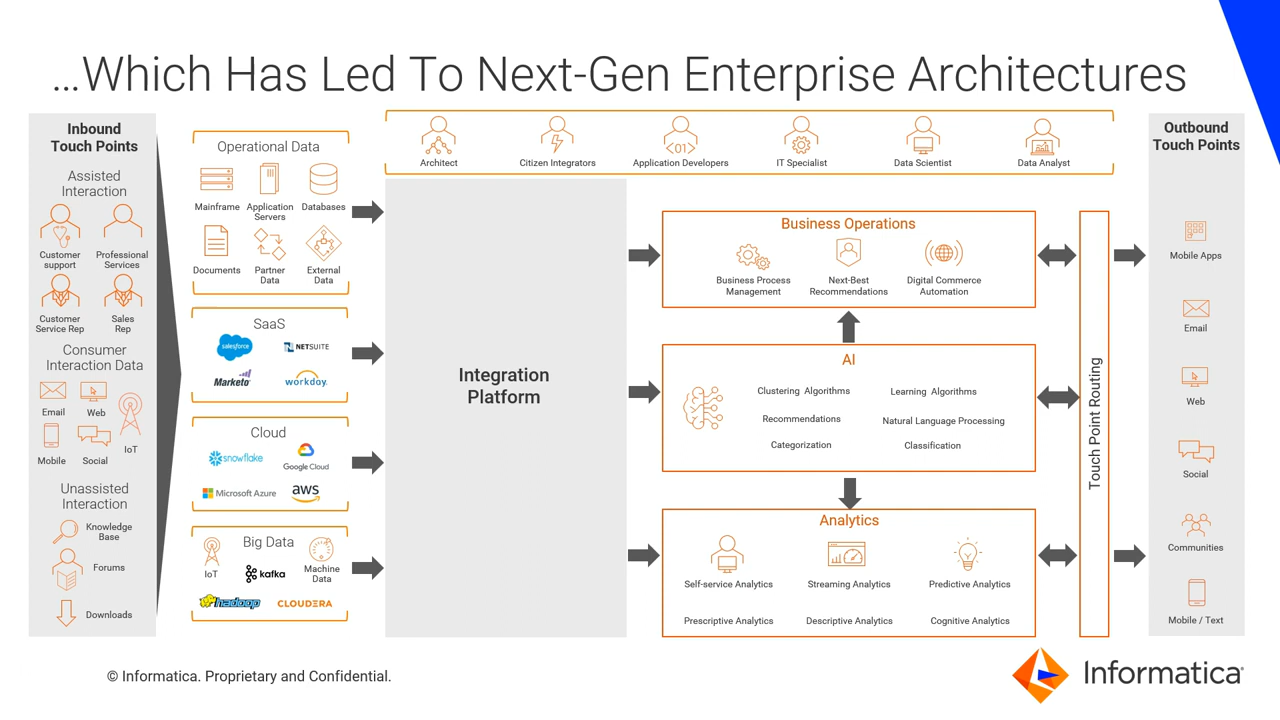 ...Which Has Led To Next-Gen Enterprise Architectures
Inbound
Touch Points
Assisted
Interaction
Customer
support
Professional
Services
Customer
Service Rep
Sales
Rep
Consumer
Interaction Data
Email
Web
IoT
Mobile
Social
Unassisted
Interaction
Knowledge
Base
Forums
Downloads
Operational Data
Mainframe
Application
Servers
Databases
Documents
Partner
Data
External
Data
SaaS
salesforce
NETSUITE
Marketo
workday.
Cloud
snowflake
Google Cloud
Microsoft Azure
aws
Big Data
IoT
kafka
Machine
Data
hadoop
CLOUDERA
Architect
Citizen Integrators
<01>
Application Developers
IT Specialist
Data Scientist
Data Analyst
Integration
Platform
Business Operations
Business Process
Management
Next-Best
Recommendations
Digital Commerce
Automation
AI
Clustering Algorithms
Learning Algorithms
Recommendations
Natural Language Processing
Categorization
Classification
Analytics
Self-service Analytics
Streaming Analytics
Predictive Analytics
Prescriptive Analytics
Descriptive Analytics
Cognitive Analytics
Touch Point Routing
Outbound
Touch Points
Mobile Apps
Email
Web
Social
Communities
Mobile / Text
© Informatica. Proprietary and Confidential.
Informatica